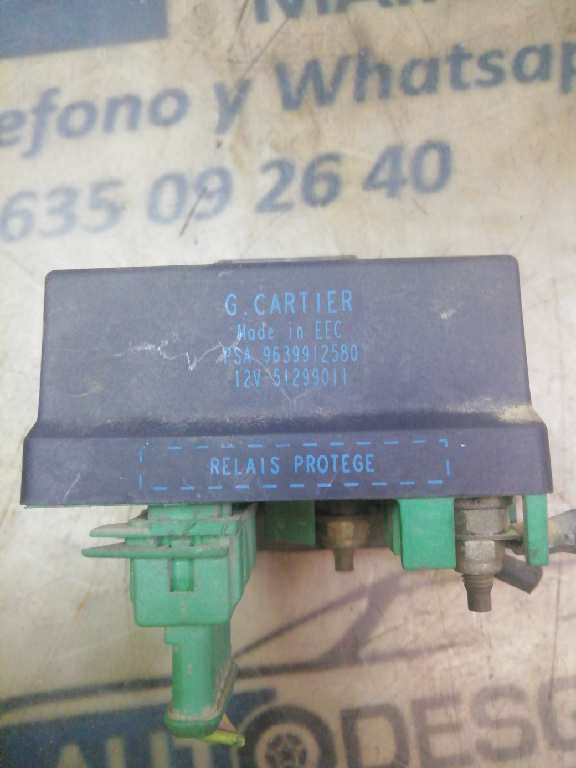 efono y Whatsap
635 09 26 40
G. CARTIER
Made in EEC
PSA 9639912580
12V 51299011
RELAIS PROTEGE
AUTODESG